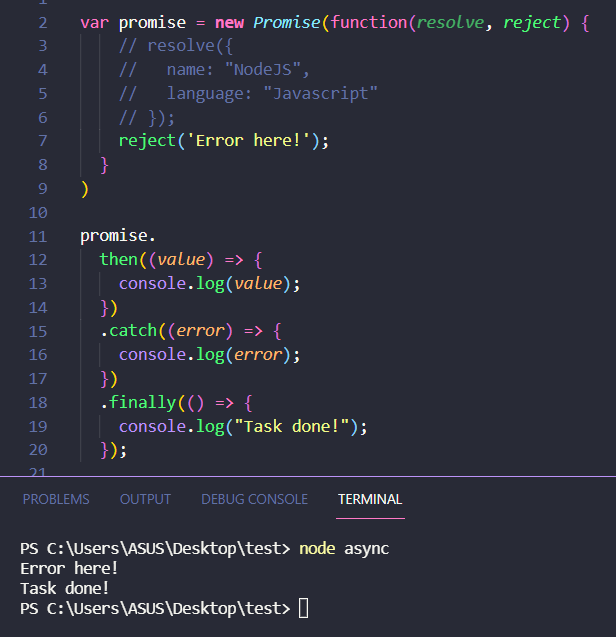 1
2 var promise = new Promise(function(resolve, reject) {
3 // resolve({
4 //   name: "NodeJS",
5 //   language: "Javascript"
6 // });
7 reject('Error here!');
8 }
9 )
10
11 promise.
12 then((value) => {
13 console.log(value);
14 })
15 .catch((error) => {
16 console.log(error);
17 })
18 .finally(() => {
19 console.log("Task done!");
20 });
21
PROBLEMS OUTPUT DEBUG CONSOLE TERMINAL
PS C:\Users\ASUS\Desktop\test> node async
Error here!
Task done!
PS C:\Users\ASUS\Desktop\test>